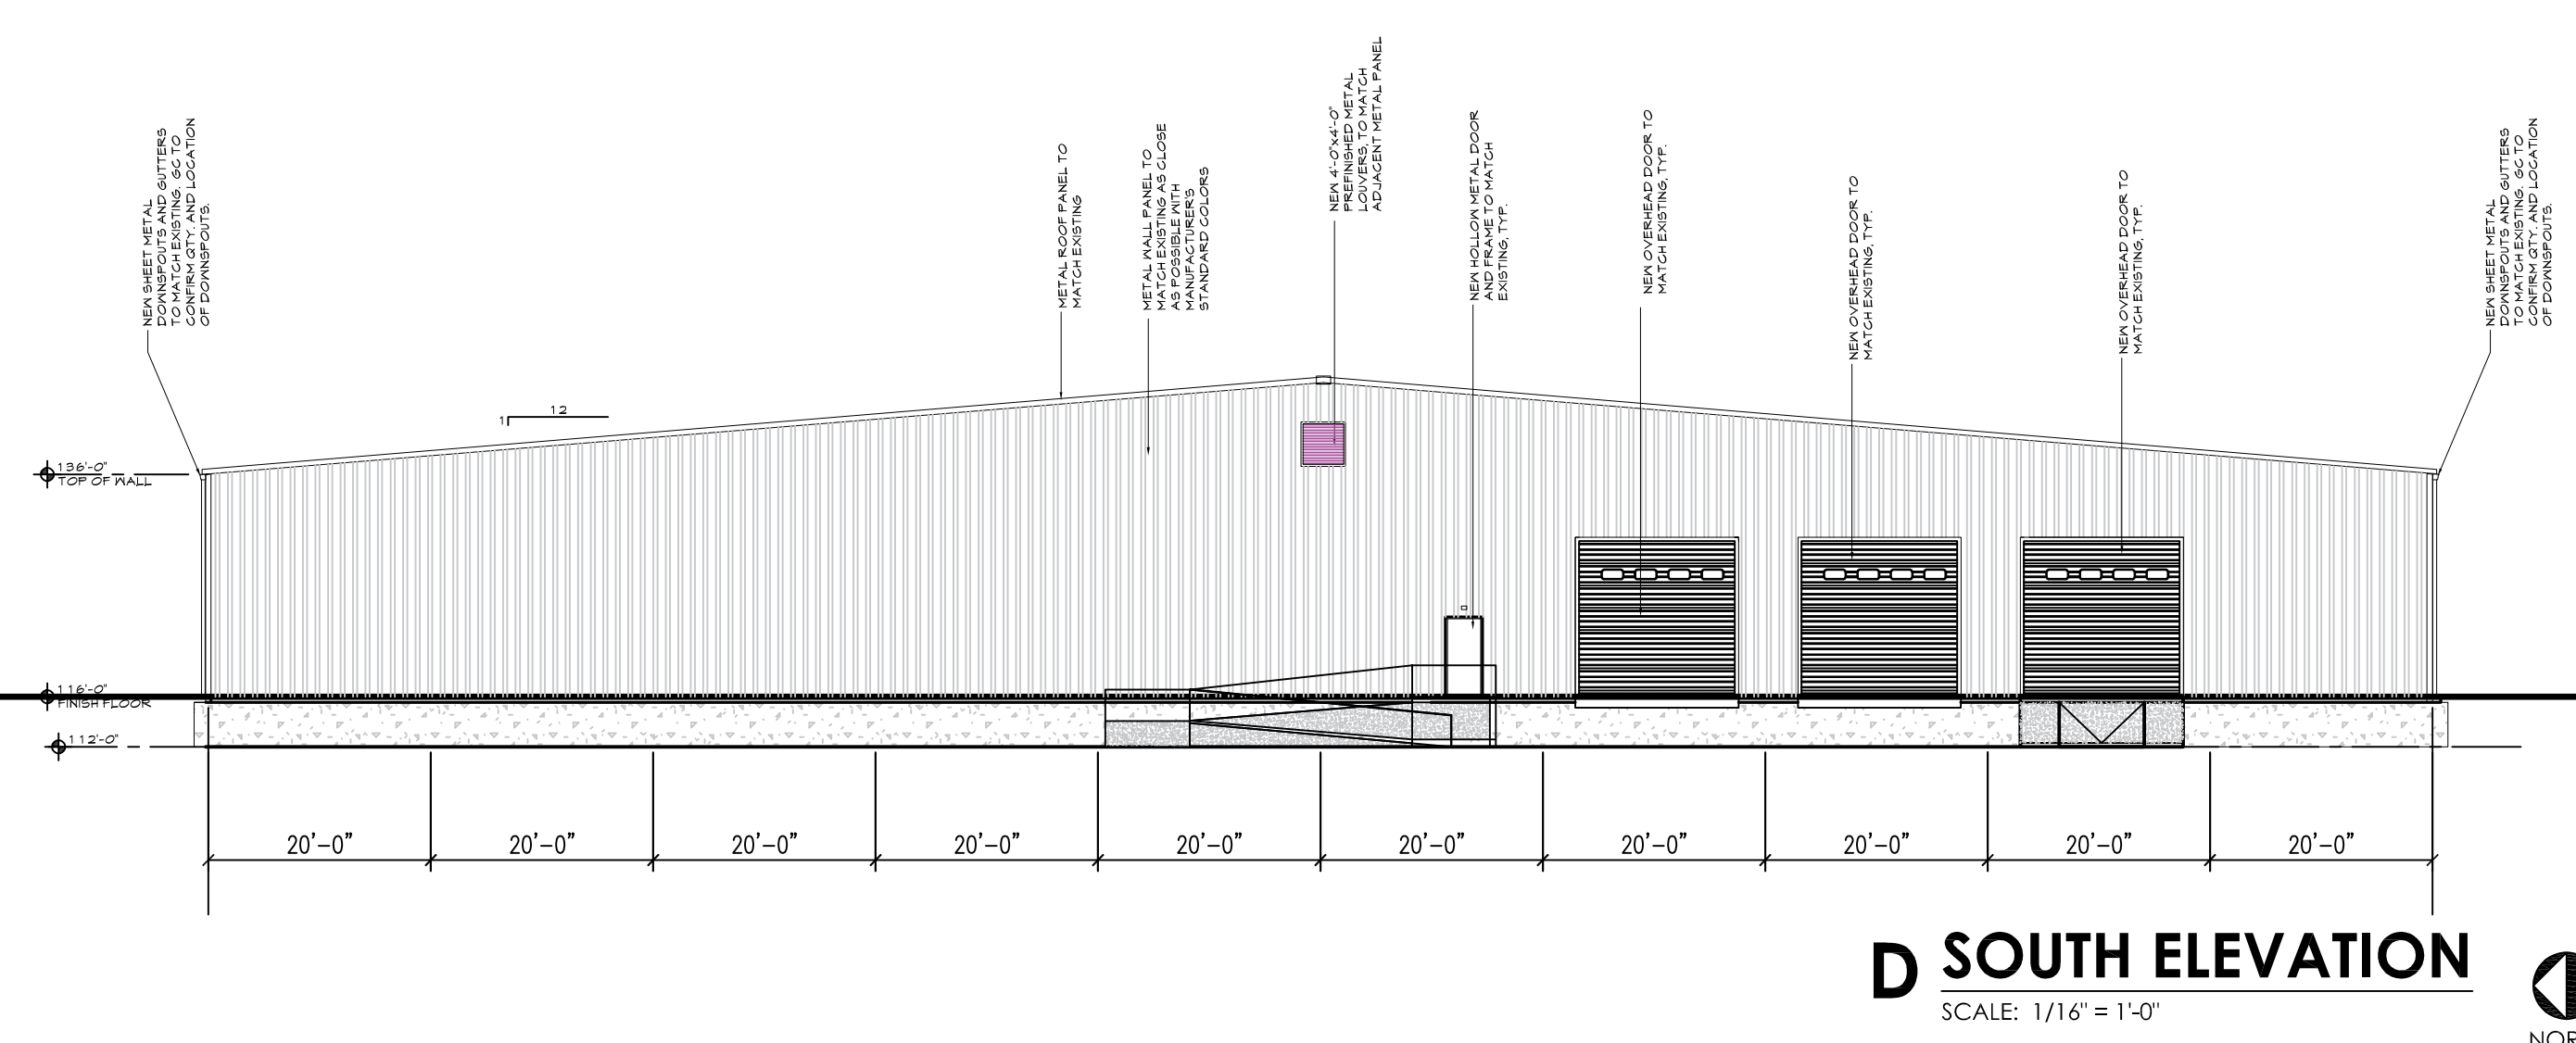 NEW SHEET METAL
DOWNSPOUTS AND GUTTERS
TO MATCH EXISTING. GC TO
CONFIRM QTY. AND LOCATION
OF DOWNSPOUTS.
METAL ROOF PANEL TO
MATCH EXISTING
METAL WALL PANEL TO
MATCH EXISTING AS CLOSE
AS POSSIBLE WITH
MANUFACTURER'S
STANDARD COLORS
NEW 4'-0"x4'-0"
PREFINISHED METAL
LOUVERS, TO MATCH
ADJACENT METAL PANEL
NEW HOLLOW METAL DOOR
AND FRAME TO MATCH
EXISTING, TYP.
NEW OVERHEAD DOOR TO
MATCH EXISTING, TYP.
NEW OVERHEAD DOOR TO
MATCH EXISTING, TYP.
NEW OVERHEAD DOOR TO
MATCH EXISTING, TYP.
NEW SHEET METAL
DOWNSPOUTS AND GUTTERS
TO MATCH EXISTING. GC TO
CONFIRM QTY. AND LOCATION
OF DOWNSPOUTS.
12
1
136'-0"
TOP OF WALL
116'-0"
FINISH FLOOR
112'-0"
20'-0" 20'-0" 20'-0" 20'-0" 20'-0" 20'-0" 20'-0" 20'-0" 20'-0" 20'-0"
D SOUTH ELEVATION
SCALE: 1/16" = 1'-0"